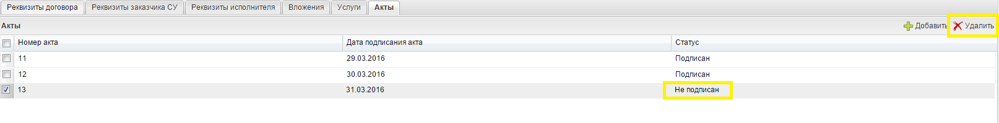 Реквизиты договора Реквизиты заказчика СУ Реквизиты исполнителя Вложения Услуги Акты
Акты Добавить Удалить
Номер акта Дата подписания акта Статус
11 29.03.2016 Подписан
12 30.03.2016 Подписан
13 31.03.2016 Не подписан